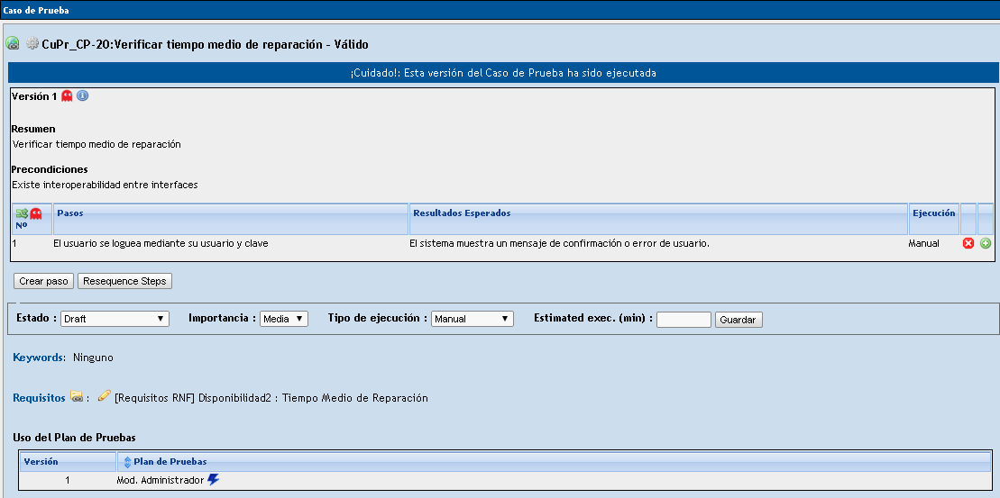 Caso de Prueba
CuPr_CP-20:Verificar tiempo medio de reparación - Válido
¡Cuidado!: Esta versión del Caso de Prueba ha sido ejecutada
Versión 1
Resumen
Verificar tiempo medio de reparación
Precondiciones
Existe interoperabilidad entre interfaces
Nº Pasos Resultados Esperados Ejecución
1 El usuario se loguea mediante su usuario y clave El sistema muestra un mensaje de confirmación o error de usuario. Manual
Crear paso Resequence Steps
Estado : Draft Importancia : Media Tipo de ejecución : Manual Estimated exec. (min) : Guardar
Keywords: Ninguno
Requisitos : [Requisitos RNF] Disponibilidad2 : Tiempo Medio de Reparación
Uso del Plan de Pruebas
Versión Plan de Pruebas
1 Mod. Administrador